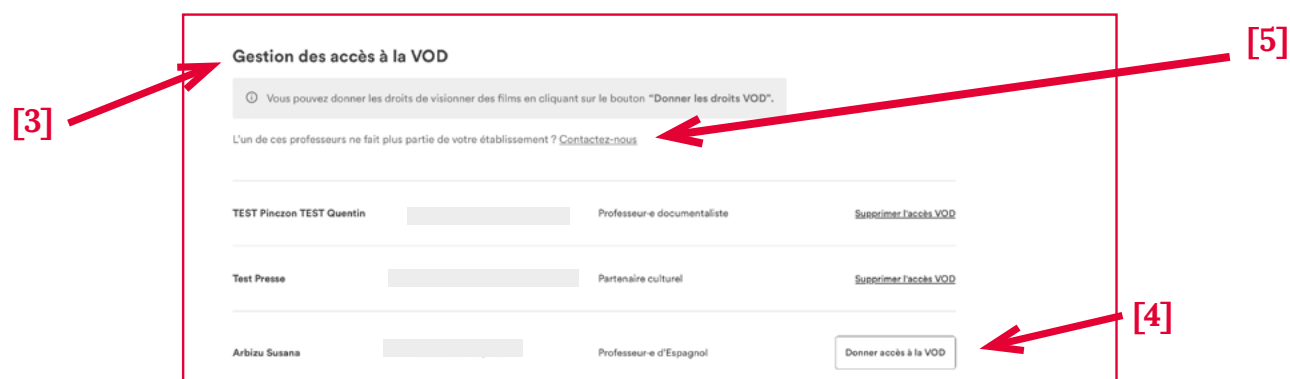 Gestion des accès à la VOD
[5]
Vous pouvez donner les droits de visionner des films en cliquant sur le bouton "Donner les droits VOD".
[3]
L'un de ces professeurs ne fait plus partie de votre établissement ? Contactez-nous
TEST Pinczon TEST Quentin Professeur·e documentaliste Supprimer l'accès VOD
Test Presse Partenaire culturel Supprimer l'accès VOD
[4]
Arbizu Susana Professeur·e d'Espagnol Donner accès à la VOD